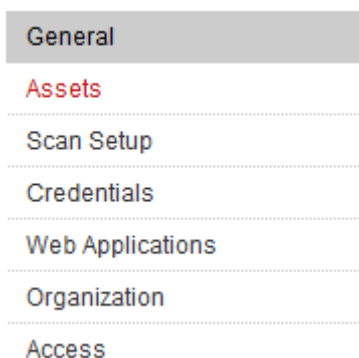 General
Assets
Scan Setup
Credentials
Web Applications
Organization
Access